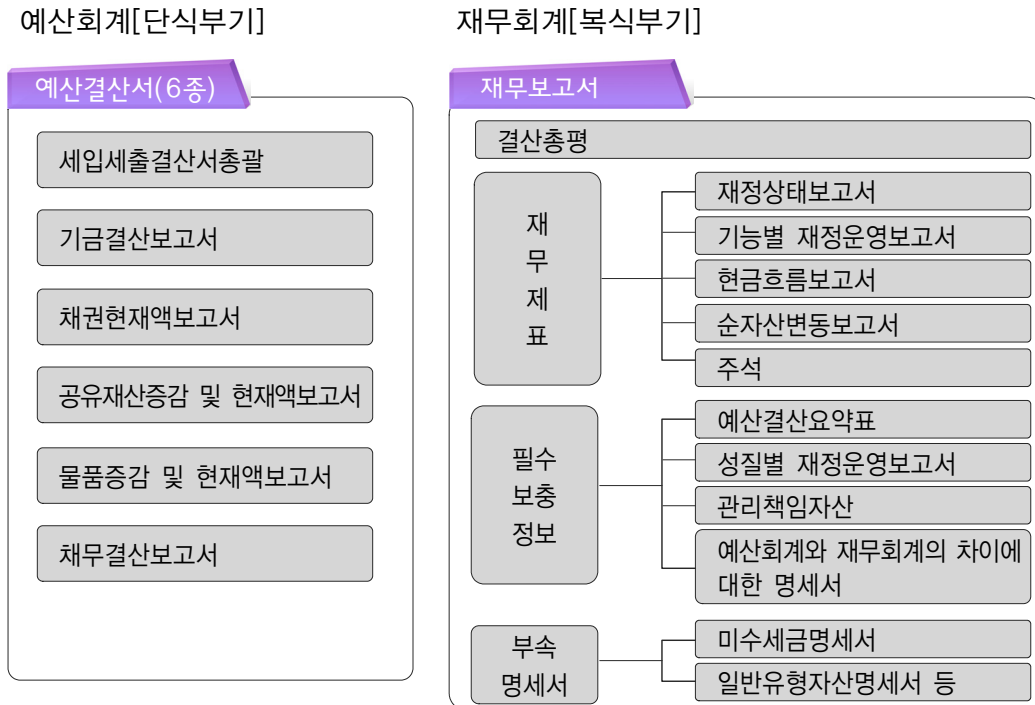 예산회계[단식부기]
예산결산서(6종)
세입세출결산서총괄
기금결산보고서
채권현재액보고서
공유재산증감 및 현재액보고서
물품증감 및 현재액보고서
채무결산보고서
재무회계[복식부기]
재무보고서
결산총평
재
무
제
표
재정상태보고서
기능별 재정운영보고서
현금흐름보고서
순자산변동보고서
주석
필수
보충
정보
예산결산요약표
성질별 재정운영보고서
관리책임자산
예산회계와 재무회계의 차이에
대한 명세서
부속
명세서
미수세금명세서
일반유형자산명세서 등